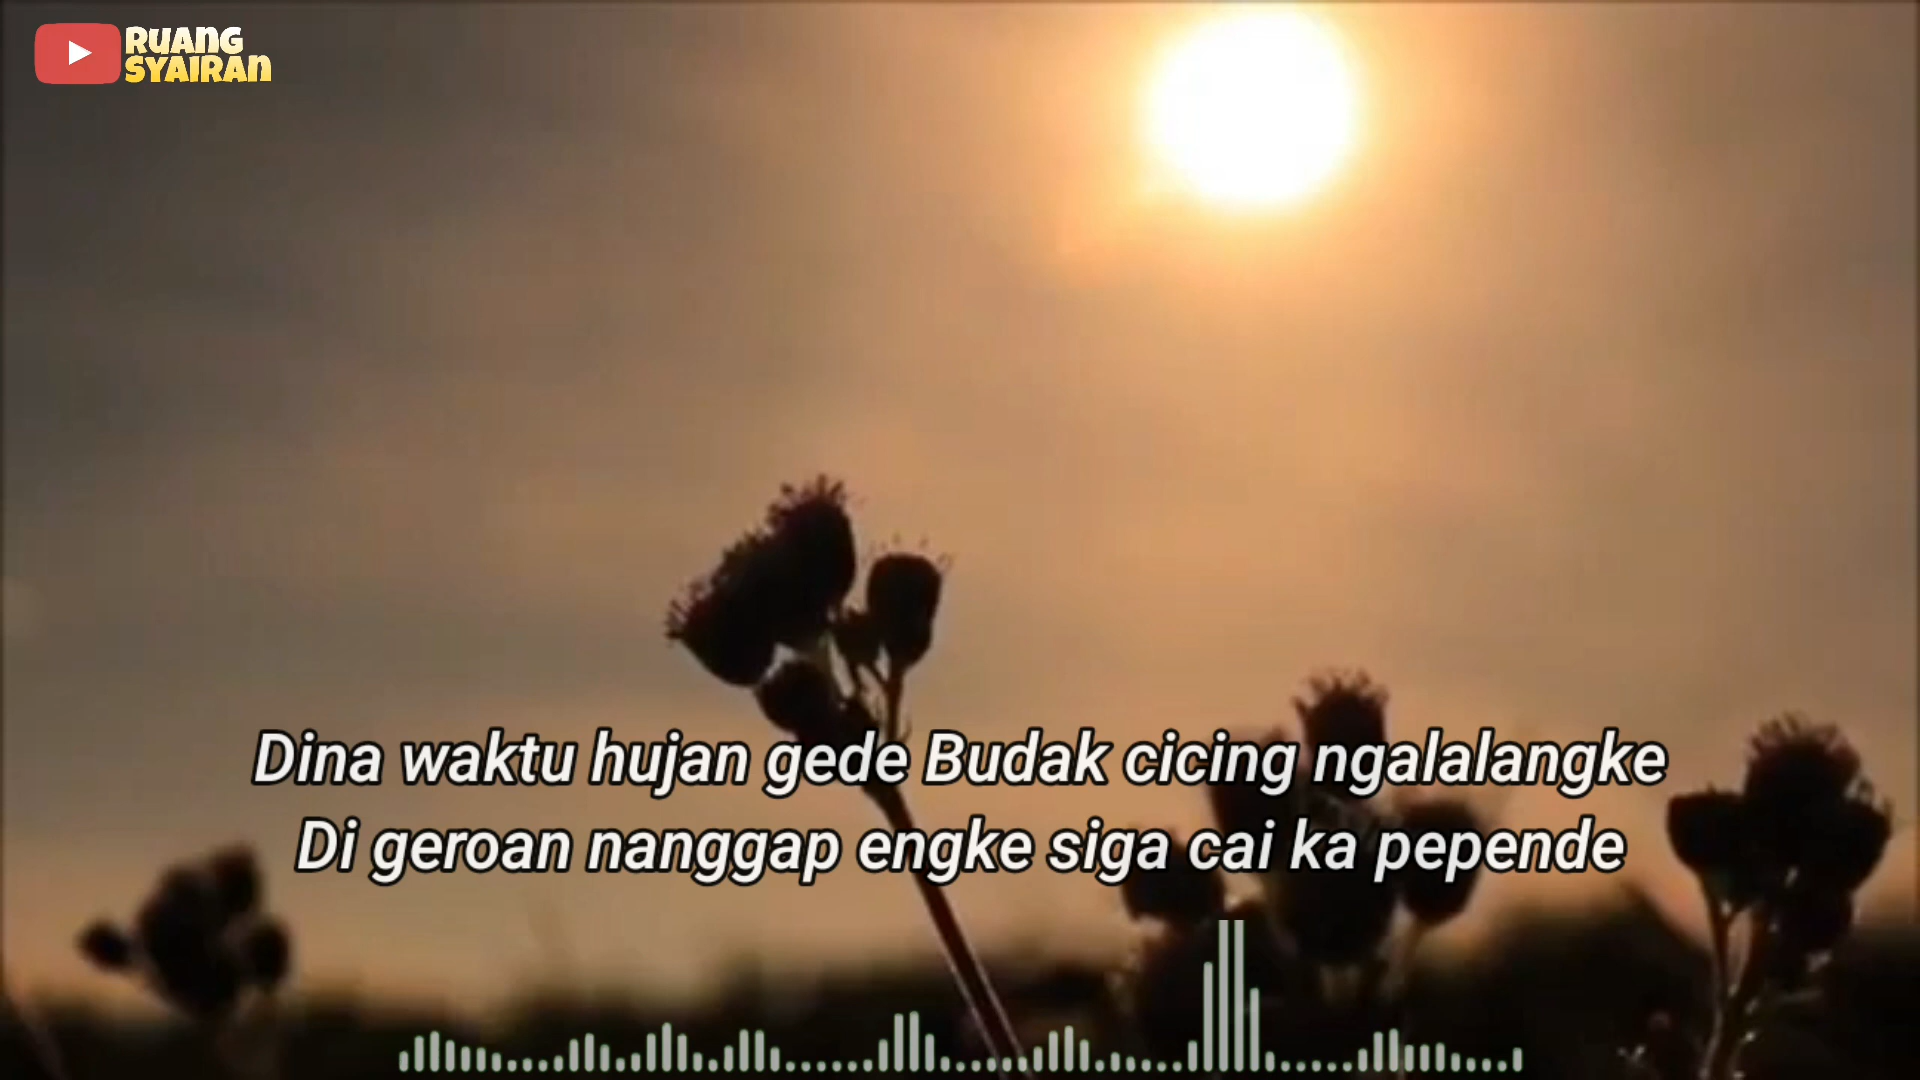 RUANG
SYAIRAN
Dina waktu hujan gede Budak cicing ngalalangke
Di geroan nanggap engke siga cai ka pepende